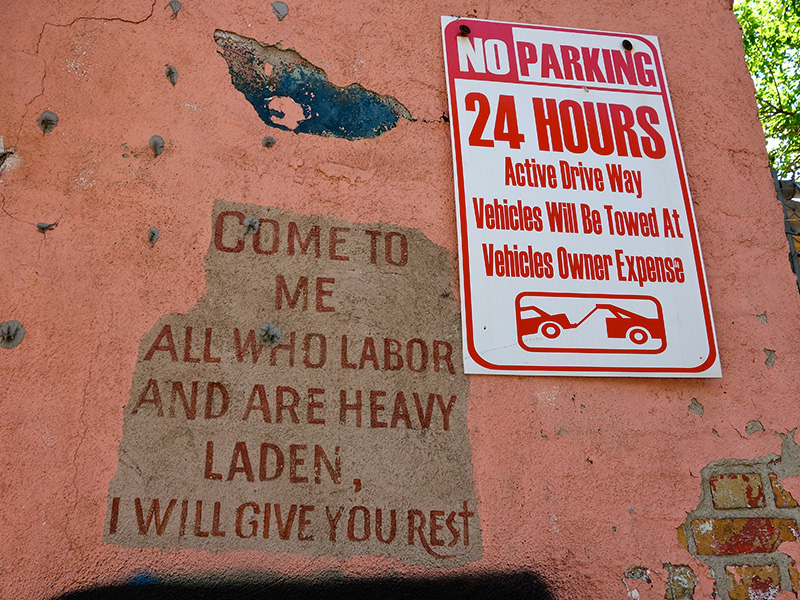 NO PARKING
24 HOURS
Active Drive Way
Vehicles Will Be Towed At
Vehicles Owner Expense
COME TO
ME
ALL WHO LABOR
AND ARE HEAVY
LADEN,
I WILL GIVE YOU REST